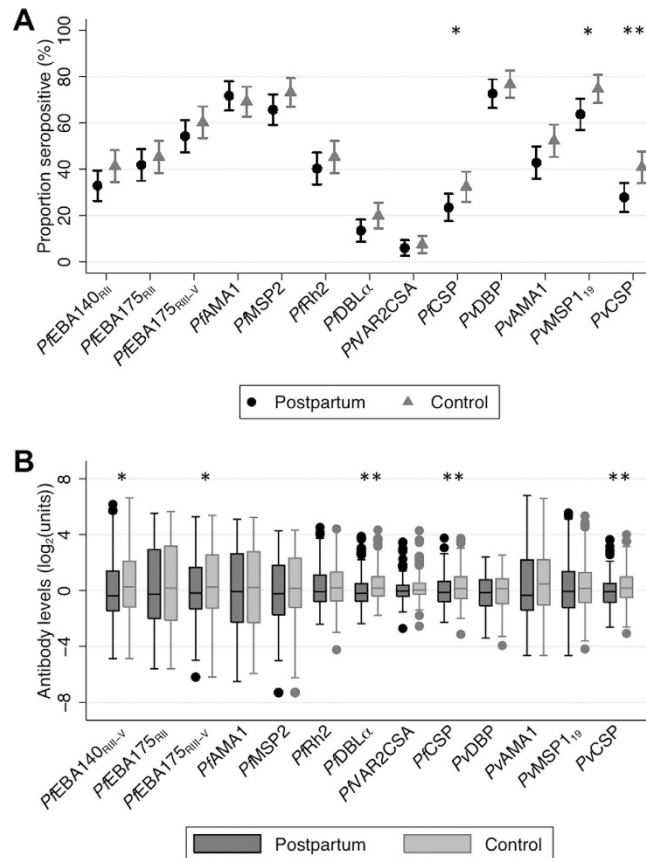 A
* * **
Proportion seropositive (%)
100
80
60
40
20
0
PfEBA140RII
PfEBA175RII
PfEBA175RIII-V
PfAMA1
PfMSP2
PfRh2
PfDBLα
PfVAR2CSA
PfCSP
PvDBP
PvAMA1
PvMSP1₁₉
PvCSP
Postpartum Control
B
* * ** ** **
Antibody levels (log₂(units))
8
4
0
−4
−8
PfEBA140RIII–V
PfEBA175RII
PfEBA175RIII–V
PfAMA1
PfMSP2
PfRh2
PfDBLα
PfVAR2CSA
PfCSP
PvDBP
PvAMA1
PvMSP1₁₉
PvCSP
Postpartum Control